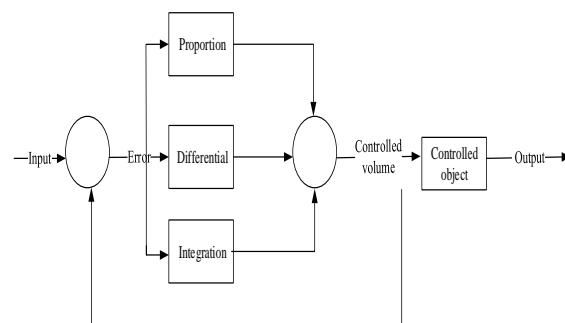 Proportion
Input
Error
Differential
Controlled
volume
Controlled
object
Output
Integration